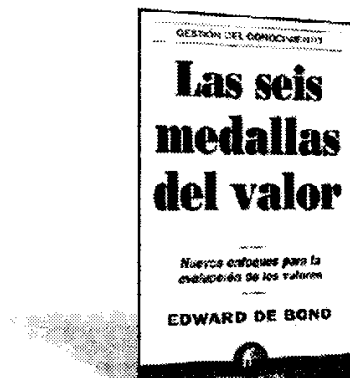 GESTIÓN DEL CONOCIMIENTO
Las seis
medallas
del valor
Nuevos enfoques para la
evaluación de los valores
EDWARD DE BONO